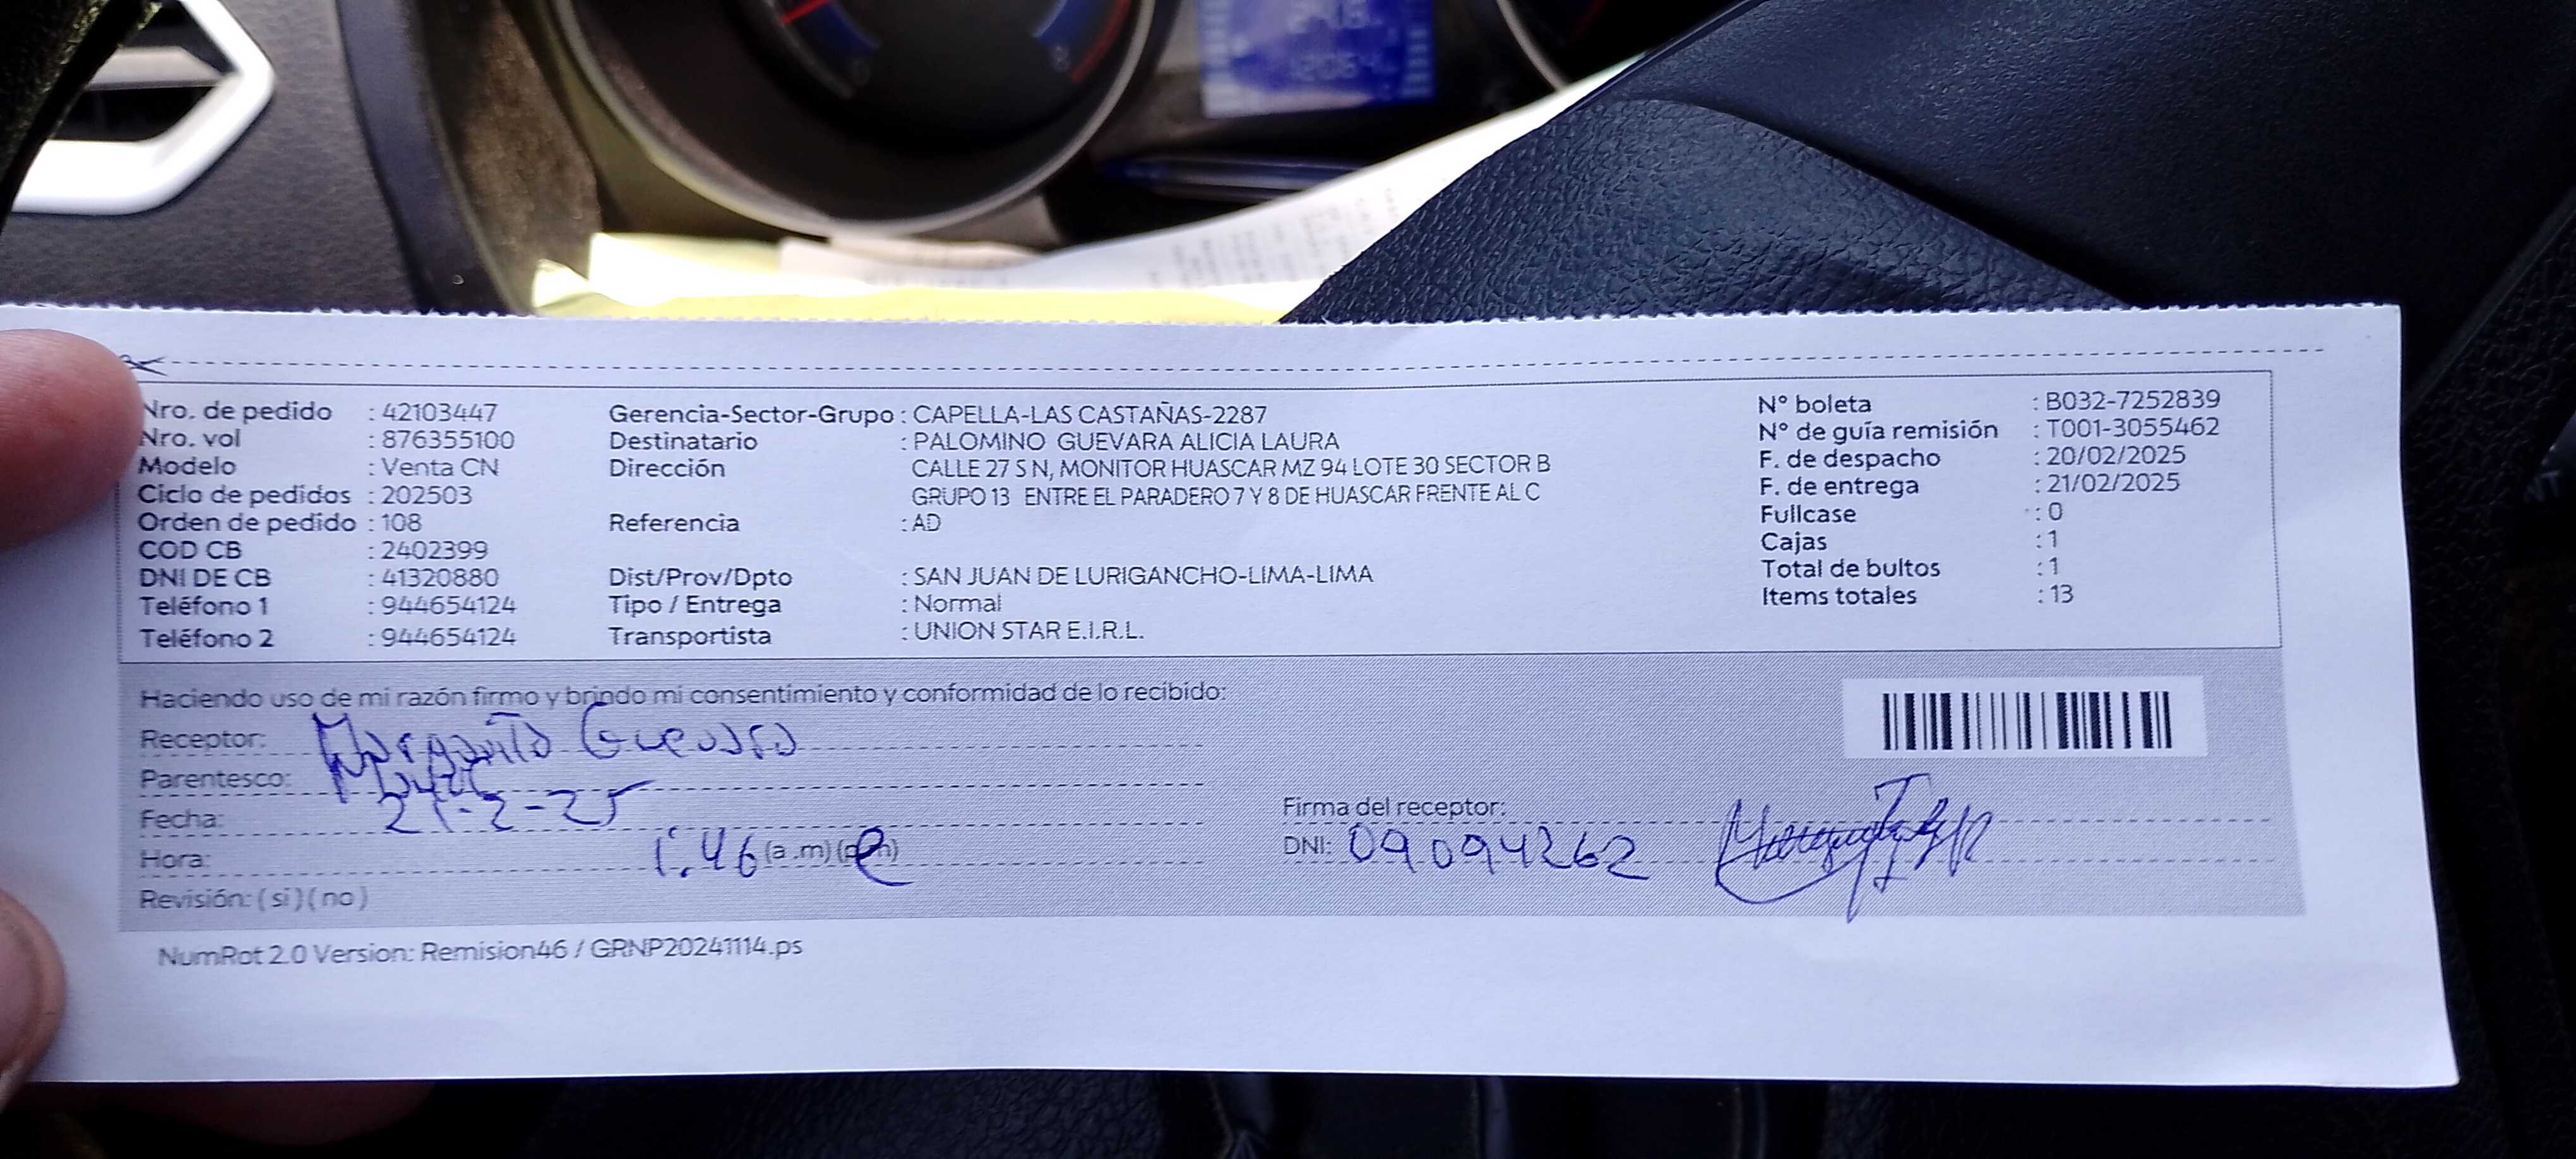 Nro. de pedido : 42103447
Nro. vol : 876355100
Modelo : Venta CN
Ciclo de pedidos : 202503
Orden de pedido : 108
COD CB : 2402399
DNI DE CB : 41320880
Teléfono 1 : 944654124
Teléfono 2 : 944654124
Gerencia-Sector-Grupo : CAPELLA-LAS CASTAÑAS-2287
Destinatario : PALOMINO GUEVARA ALICIA LAURA
Dirección CALLE 27 S N, MONITOR HUASCAR MZ 94 LOTE 30 SECTOR B
GRUPO 13 ENTRE EL PARADERO 7 Y 8 DE HUASCAR FRENTE AL C
Referencia : AD
Dist/Prov/Dpto : SAN JUAN DE LURIGANCHO-LIMA-LIMA
Tipo / Entrega : Normal
Transportista : UNION STAR E.I.R.L.
N° boleta : B032-7252839
N° de guía remisión : T001-3055462
F. de despacho : 20/02/2025
F. de entrega : 21/02/2025
Fullcase : 0
Cajas : 1
Total de bultos : 1
Items totales : 13
Haciendo uso de mi razón firmo y brindo mi consentimiento y conformidad de lo recibido:
Receptor: Margarita Guevara
Parentesco:
Fecha: 21-2-25
Hora: 1:46 (a.m) (p.m)
Revisión: ( si ) ( no )
Firma del receptor:
DNI: 09094262
NumRot 2.0 Version: Remision46 / GRNP20241114.ps